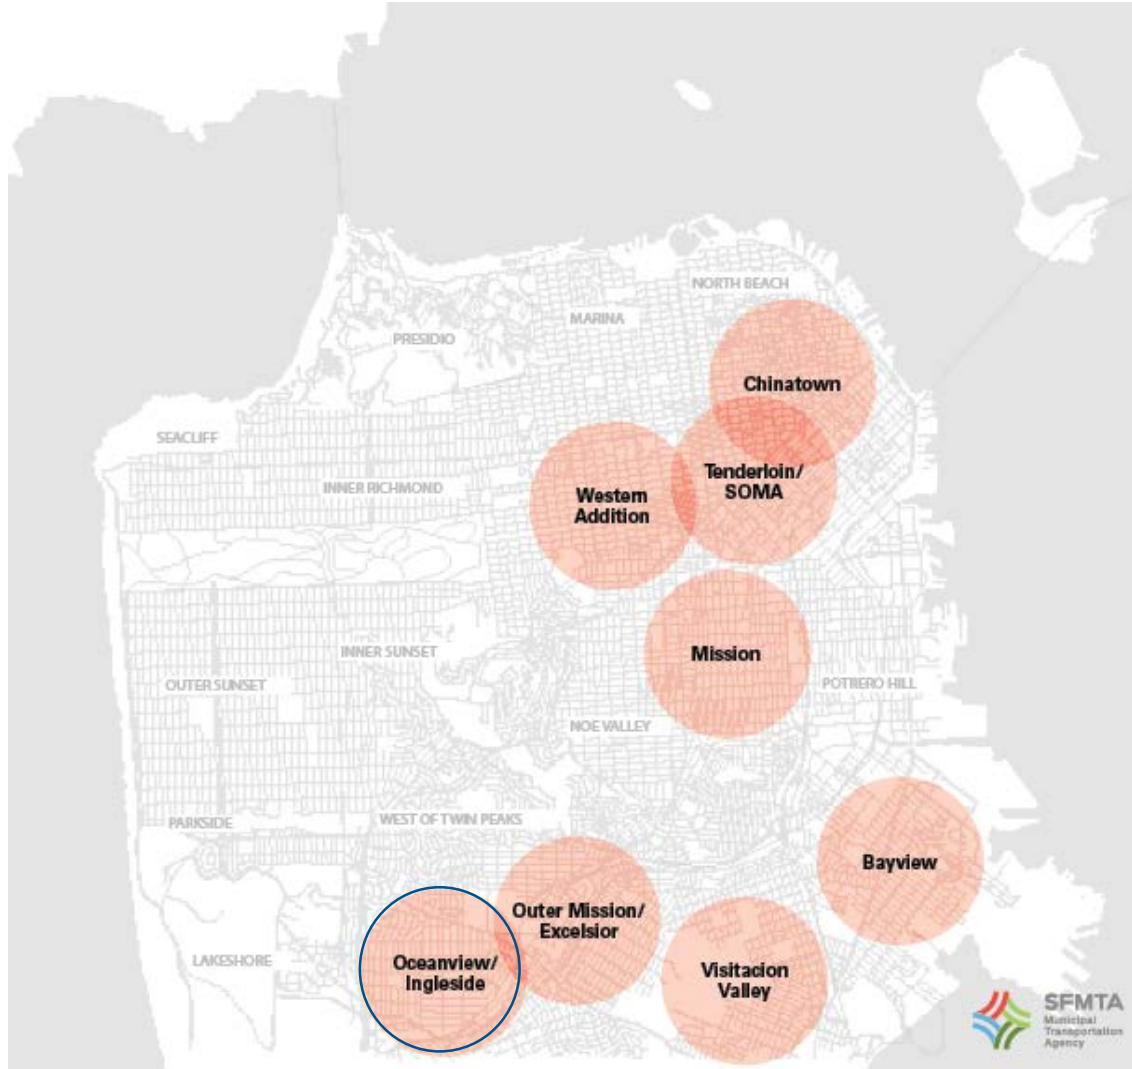 NORTH BEACH
MARINA
PRESIDIO
Chinatown
SEACLIFF
Tenderloin/
SOMA
INNER RICHMOND
Western
Addition
INNER SUNSET
Mission
OUTER SUNSET
POTRERO HILL
NOE VALLEY
PARKSIDE
WEST OF TWIN PEAKS
Bayview
Outer Mission/
Excelsior
LAKESHORE
Oceanview/
Ingleside
Visitacion
Valley
SFMTA
Municipal
Transportation
Agency